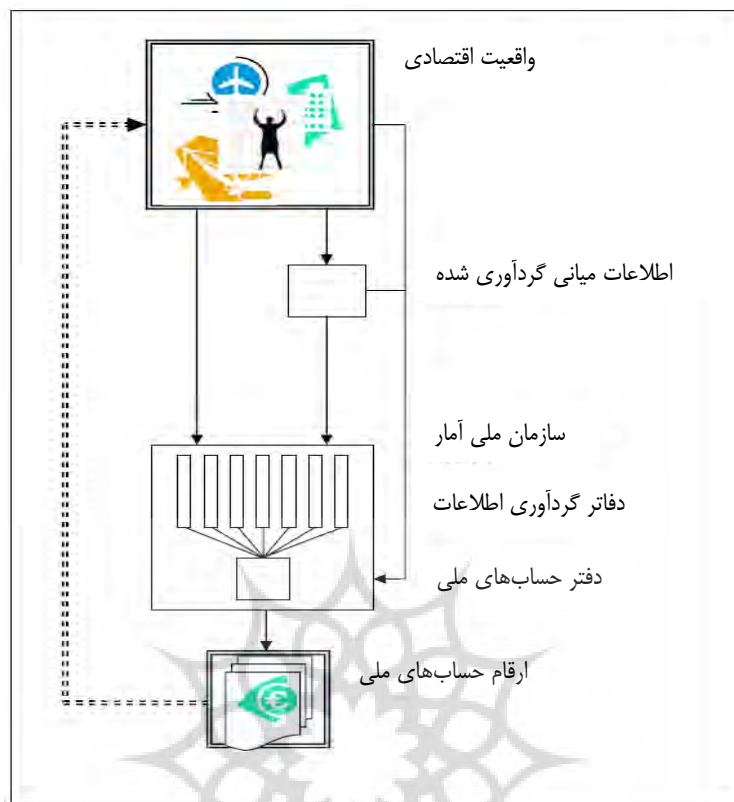 واقعیت اقتصادی
اطلاعات میانی گردآوری شده
سازمان ملی آمار
دفاتر گردآوری اطلاعات
دفتر حساب‌های ملی
ارقام حساب‌های ملی